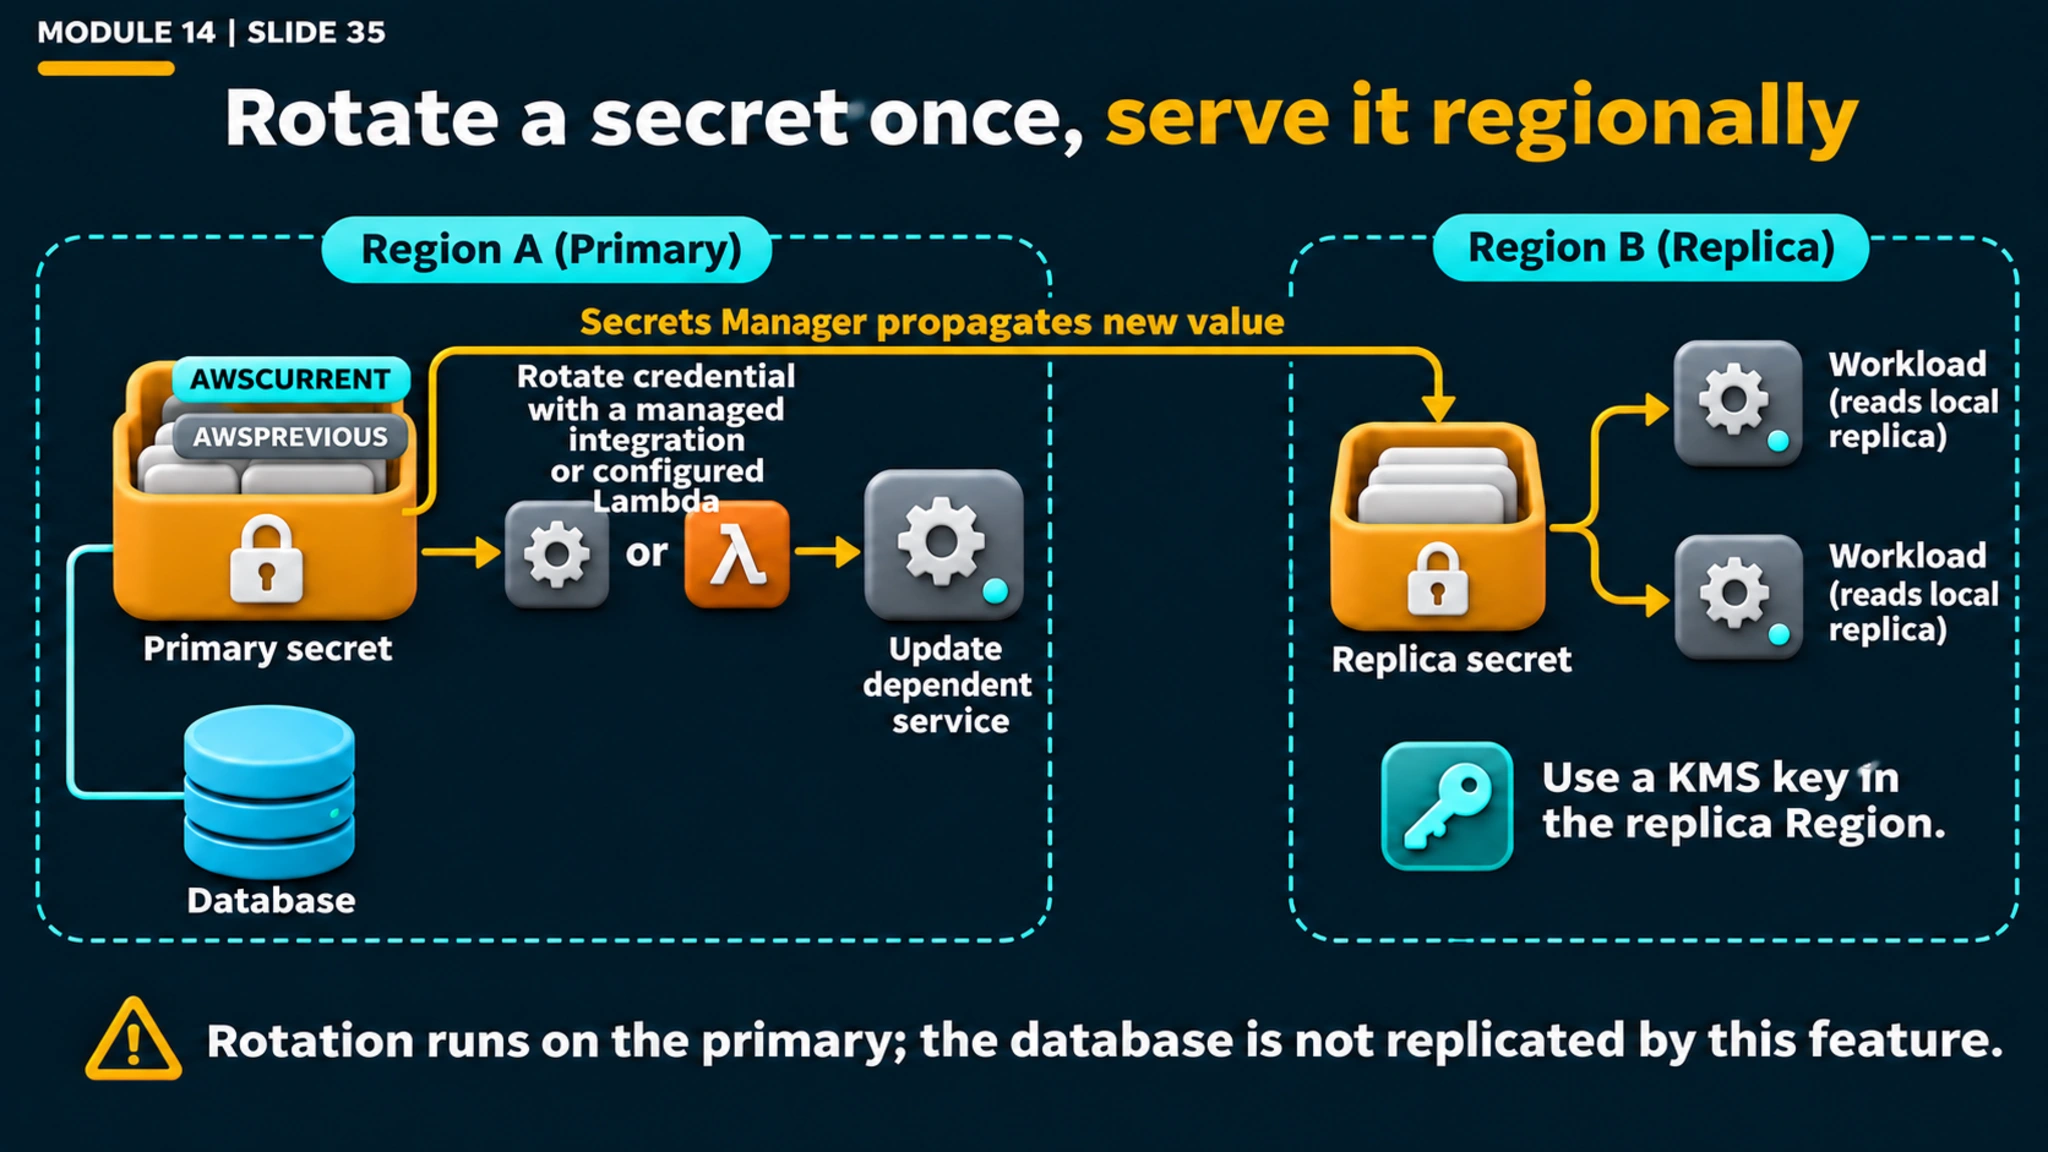 MODULE 14 | SLIDE 35
Rotate a secret once, serve it regionally
Region A (Primary)
Region B (Replica)
Secrets Manager propagates new value
AWSCURRENT
AWSPREVIOUS
Rotate credential
with a managed
integration
or configured
Lambda
or
λ
Primary secret
Update
dependent
service
Database
Workload
(reads local
replica)
Workload
(reads local
replica)
Replica secret
Use a KMS key in
the replica Region.
Rotation runs on the primary; the database is not replicated by this feature.